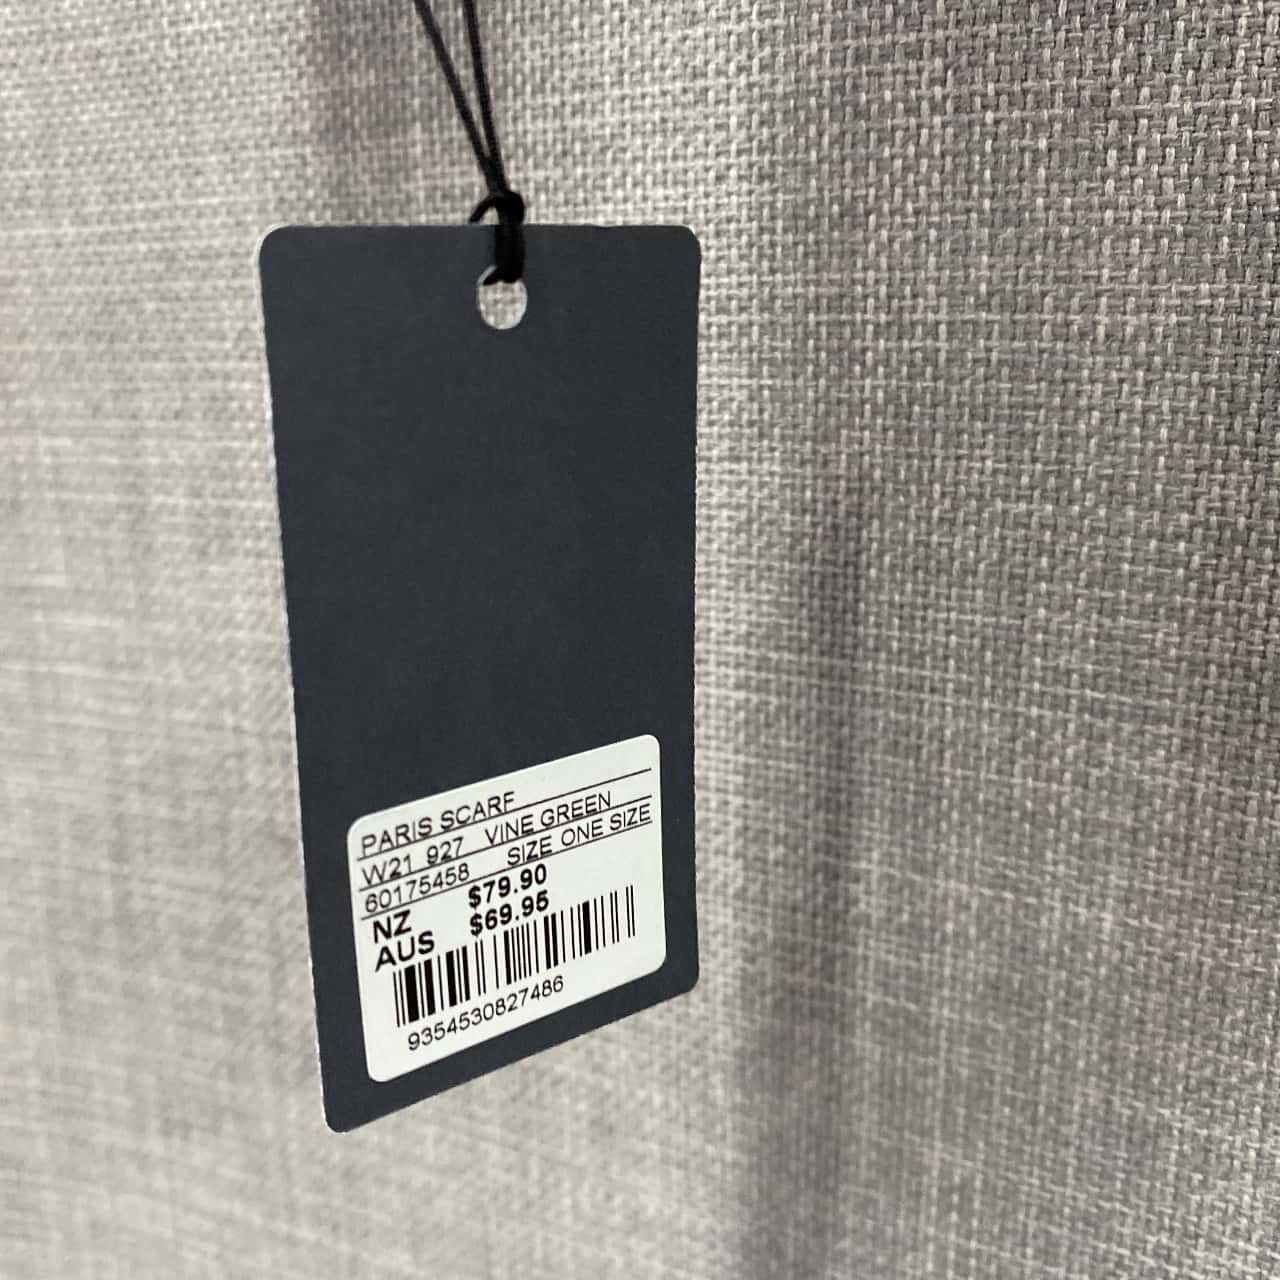 PARIS SCARF
W21 927 VINE GREEN
60175458 SIZE ONE SIZE
NZ $79.90
AUS $69.95
9354530827486